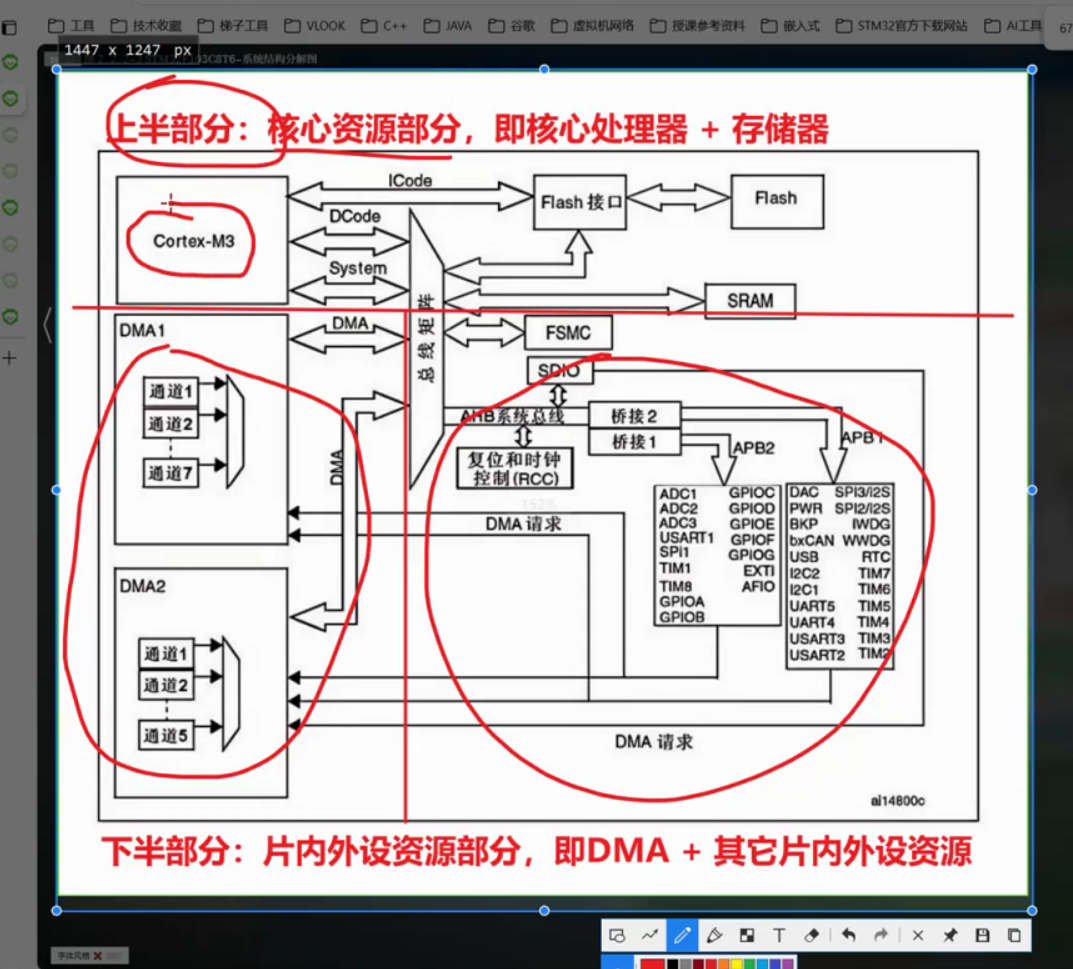 工具 技术收藏 梯子工具 VLOOK C++ JAVA 谷歌 虚拟机网络 授课参考资料 嵌入式 STM32官方下载网站 AI工具 67
1447 x 1247 px
03C8T6-系统结构分解图
上半部分：核心资源部分，即核心处理器 + 存储器
ICode
Flash 接口
Flash
DCode
Cortex-M3
System
SRAM
总线矩阵
DMA1
DMA
FSMC
SDIO
通道1
通道2
通道7
AHB系统总线
桥接2
桥接1
APB2
APB1
复位和时钟
控制(RCC)
152%
DMA
DMA 请求
ADC1 GPIOC
ADC2 GPIOD
ADC3 GPIOE
USART1 GPIOF
SPI1 GPIOG
TIM1 EXTI
TIM8 AFIO
GPIOA
GPIOB
DAC SPI3/I2S
PWR SPI2/I2S
BKP IWDG
bxCAN WWDG
USB RTC
I2C2 TIM7
I2C1 TIM6
UART5 TIM5
UART4 TIM4
USART3 TIM3
USART2 TIM2
DMA2
通道1
通道2
通道5
DMA 请求
ai14800c
下半部分：片内外设资源部分，即DMA + 其它片内外设资源
字体风格
T